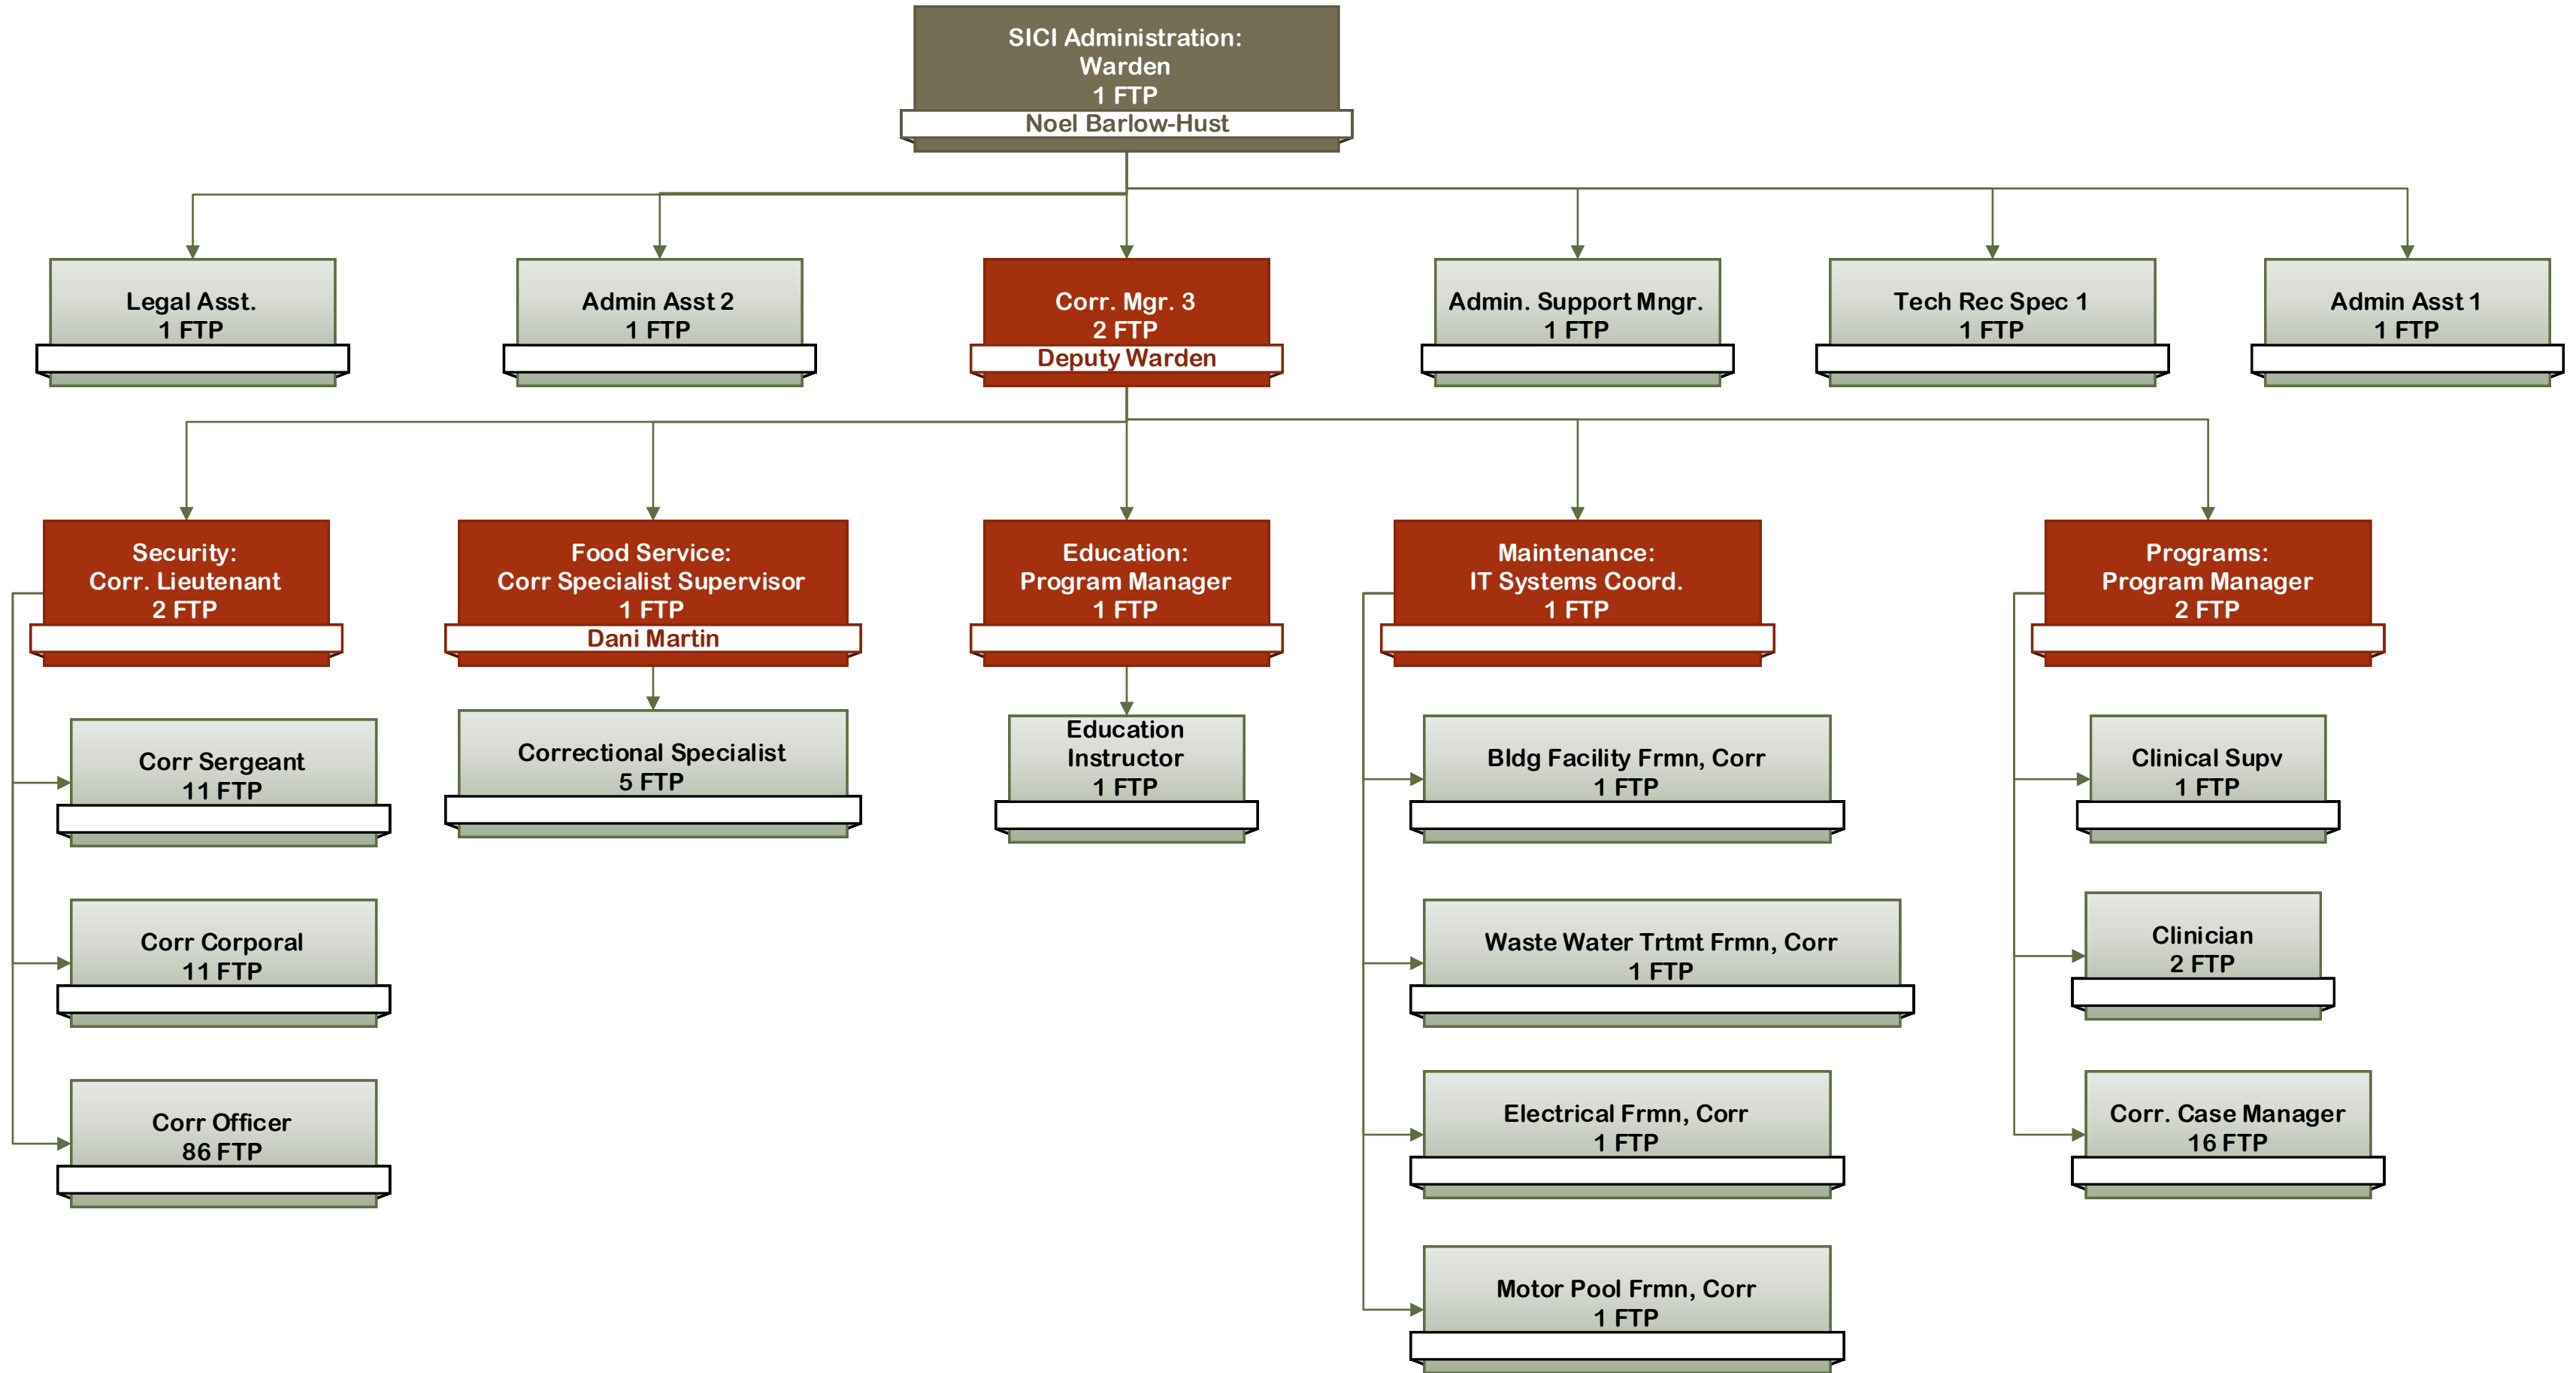 SICI Administration:
Warden
1 FTP
Noel Barlow-Hust
Legal Asst.
1 FTP
Admin Asst 2
1 FTP
Corr. Mgr. 3
2 FTP
Deputy Warden
Admin. Support Mngr.
1 FTP
Tech Rec Spec 1
1 FTP
Admin Asst 1
1 FTP
Security:
Corr. Lieutenant
2 FTP
Food Service:
Corr Specialist Supervisor
1 FTP
Dani Martin
Education:
Program Manager
1 FTP
Maintenance:
IT Systems Coord.
1 FTP
Programs:
Program Manager
2 FTP
Corr Sergeant
11 FTP
Corr Corporal
11 FTP
Corr Officer
86 FTP
Correctional Specialist
5 FTP
Education
Instructor
1 FTP
Bldg Facility Frmn, Corr
1 FTP
Waste Water Trtmt Frmn, Corr
1 FTP
Electrical Frmn, Corr
1 FTP
Motor Pool Frmn, Corr
1 FTP
Clinical Supv
1 FTP
Clinician
2 FTP
Corr. Case Manager
16 FTP